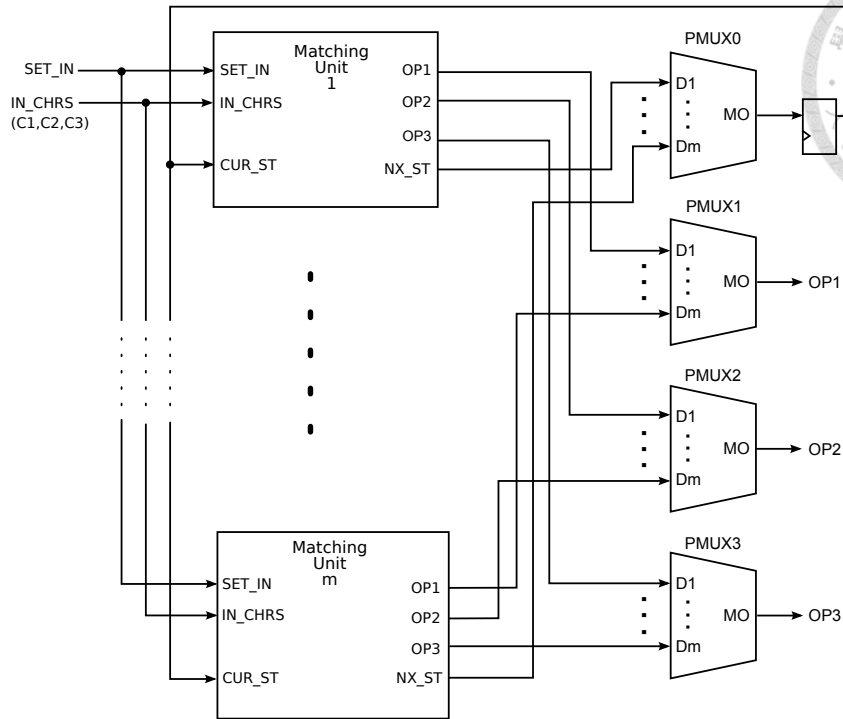 SET_IN
IN_CHRS
(C1,C2,C3)
Matching
Unit
1
SET_IN
IN_CHRS
CUR_ST
OP1
OP2
OP3
NX_ST
PMUX0
D1
Dm
MO
PMUX1
D1
Dm
MO
OP1
PMUX2
D1
Dm
MO
OP2
Matching
Unit
m
SET_IN
IN_CHRS
CUR_ST
OP1
OP2
OP3
NX_ST
PMUX3
D1
Dm
MO
OP3